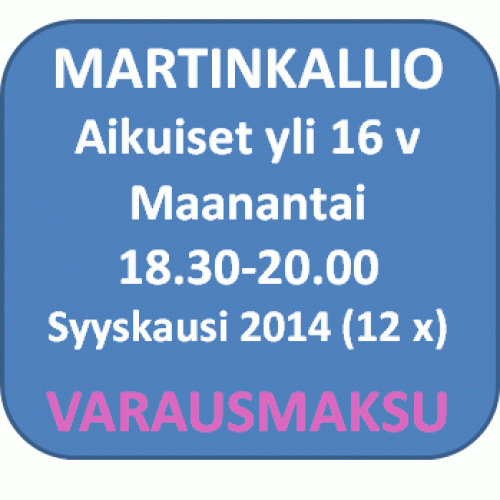 MARTINKALLIO
Aikuiset yli 16 v
Maanantai
18.30-20.00
Syyskausi 2014 (12 x)
VARAUSMAKSU